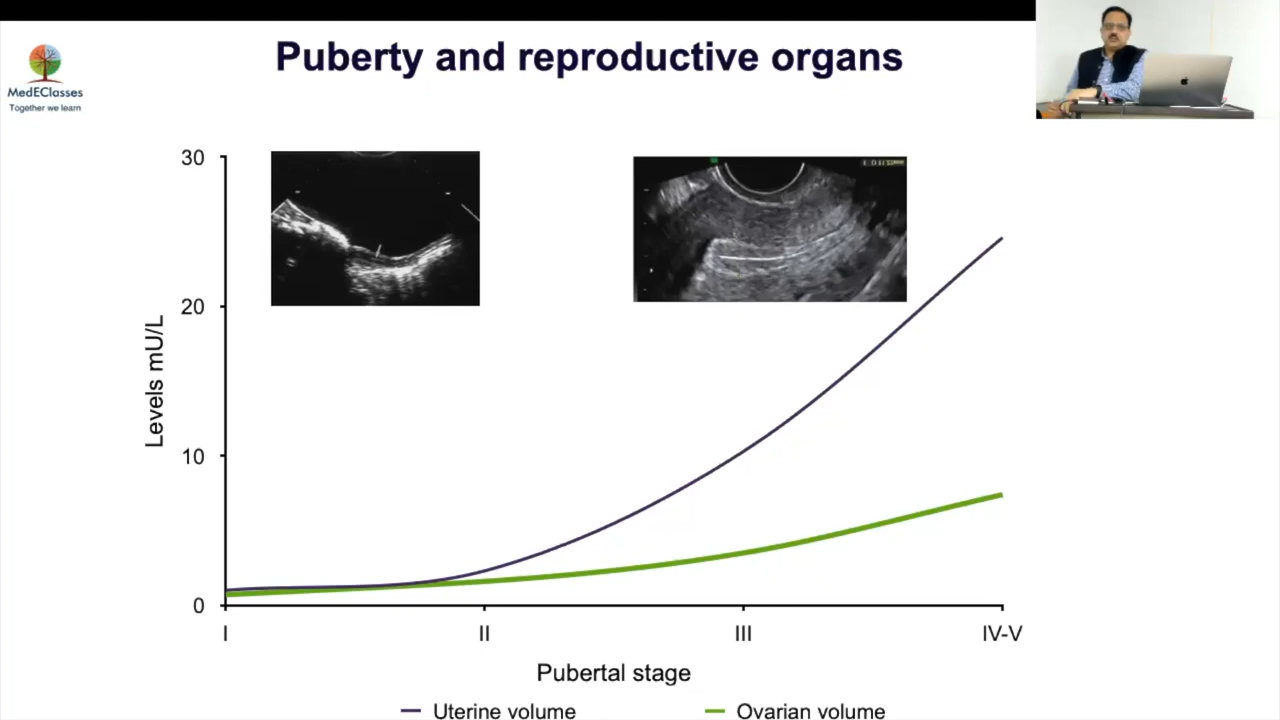 Puberty and reproductive organs
MedEClasses
Together we learn
30
20
10
0
Levels mU/L
I
II
III
IV-V
Pubertal stage
Uterine volume
Ovarian volume